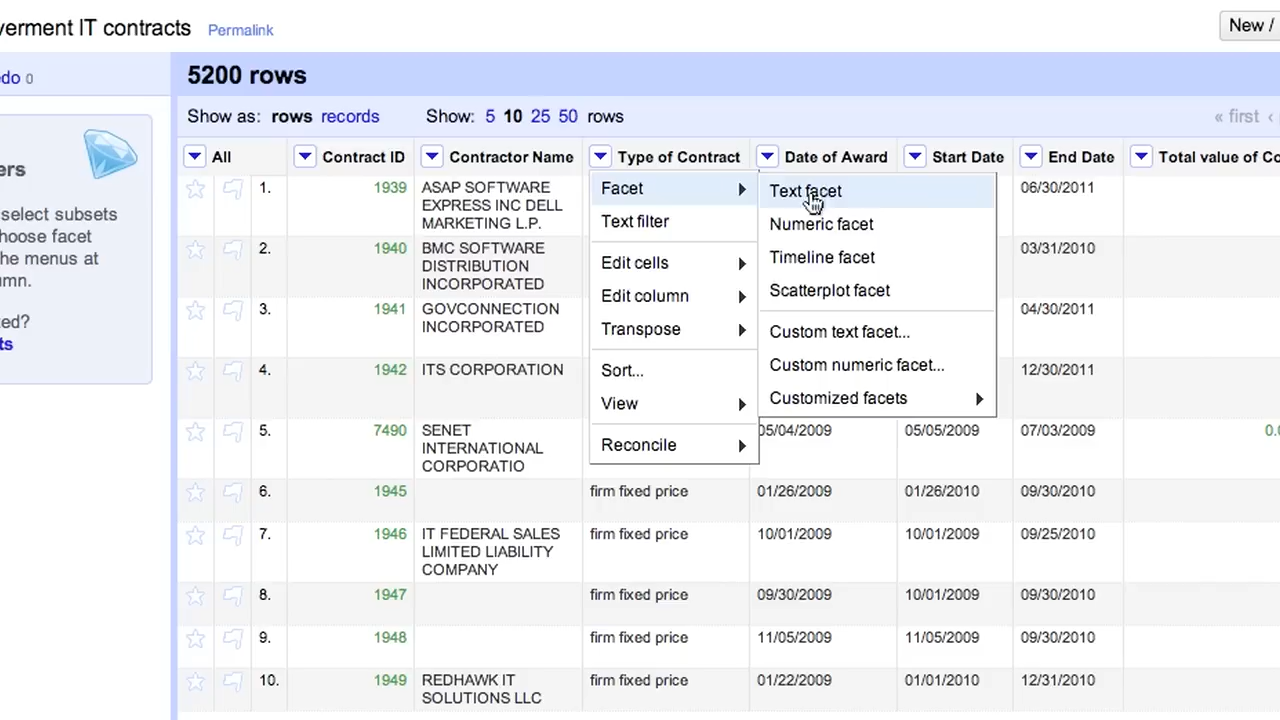 verment IT contracts Permalink New /
edo 0
5200 rows
Show as: rows records Show: 5 10 25 50 rows « first ‹
ers
select subsets
hoose facet
he menus at
mn.
ed?
ts
All Contract ID Contractor Name Type of Contract Date of Award Start Date End Date Total value of Co
1. 1939 ASAP SOFTWARE
EXPRESS INC DELL
MARKETING L.P. 06/30/2011
2. 1940 BMC SOFTWARE
DISTRIBUTION
INCORPORATED 03/31/2010
3. 1941 GOVCONNECTION
INCORPORATED 04/30/2011
4. 1942 ITS CORPORATION 12/30/2011
5. 7490 SENET
INTERNATIONAL
CORPORATIO 05/04/2009 05/05/2009 07/03/2009 0.0
6. 1945 firm fixed price 01/26/2009 01/26/2010 09/30/2010
7. 1946 IT FEDERAL SALES
LIMITED LIABILITY
COMPANY firm fixed price 10/01/2009 10/01/2009 09/25/2010
8. 1947 firm fixed price 09/30/2009 10/01/2009 09/30/2010
9. 1948 firm fixed price 11/05/2009 11/05/2009 09/30/2010
10. 1949 REDHAWK IT
SOLUTIONS LLC firm fixed price 01/22/2009 01/01/2010 12/31/2010
Facet
Text filter
Edit cells
Edit column
Transpose
Sort...
View
Reconcile
Text facet
Numeric facet
Timeline facet
Scatterplot facet
Custom text facet...
Custom numeric facet...
Customized facets